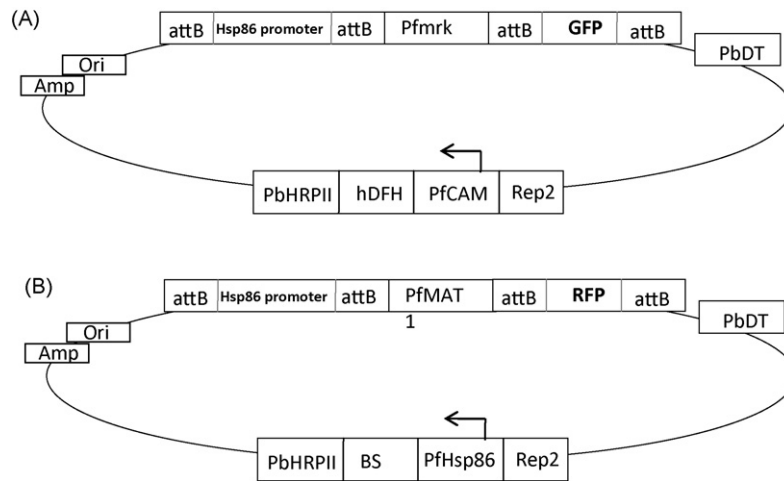 (A)
attB Hsp86 promoter attB Pfmrk attB GFP attB
PbDT
Ori
Amp
PbHRPII hDFH PfCAM Rep2
(B)
attB Hsp86 promoter attB PfMAT attB RFP attB
1
PbDT
Ori
Amp
PbHRPII BS PfHsp86 Rep2